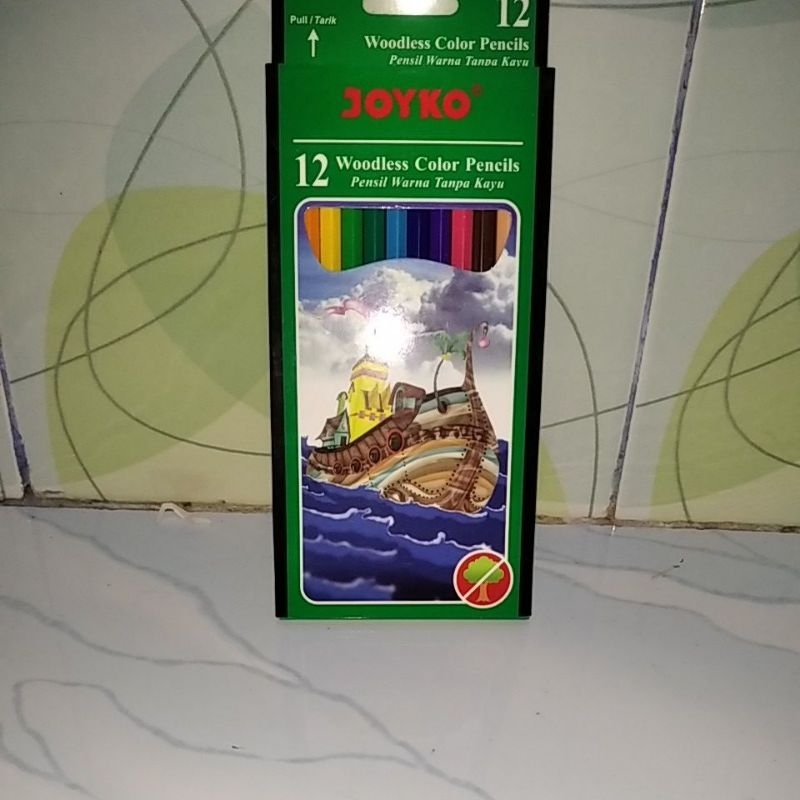 Pull / Tarik
12
Woodless Color Pencils
Pensil Warna Tanpa Kayu
JOYKO®
12 Woodless Color Pencils
Pensil Warna Tanpa Kayu